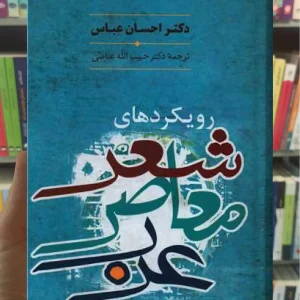 دکتر احسان عباس
ترجمه دکتر حبیب الله عباسی
رویکردهای
شعر
معاصر
عرب